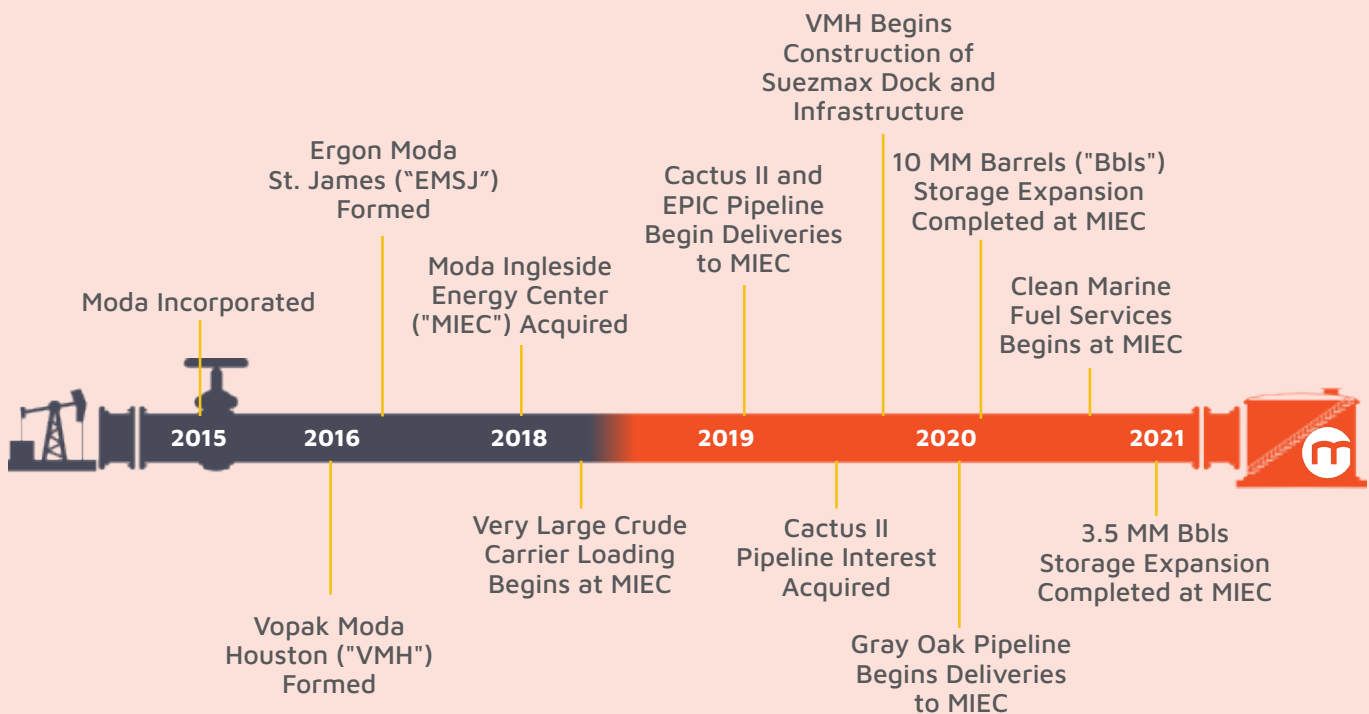 VMH Begins
Construction of
Suezmax Dock and
Infrastructure
Ergon Moda
St. James (“EMSJ”)
Formed
Cactus II and
EPIC Pipeline
Begin Deliveries
to MIEC
10 MM Barrels ("Bbls")
Storage Expansion
Completed at MIEC
Moda Incorporated
Moda Ingleside
Energy Center
("MIEC") Acquired
Clean Marine
Fuel Services
Begins at MIEC
2015 2016 2018 2019 2020 2021
m
Very Large Crude
Carrier Loading
Begins at MIEC
Cactus II
Pipeline Interest
Acquired
3.5 MM Bbls
Storage Expansion
Completed at MIEC
Vopak Moda
Houston ("VMH")
Formed
Gray Oak Pipeline
Begins Deliveries
to MIEC